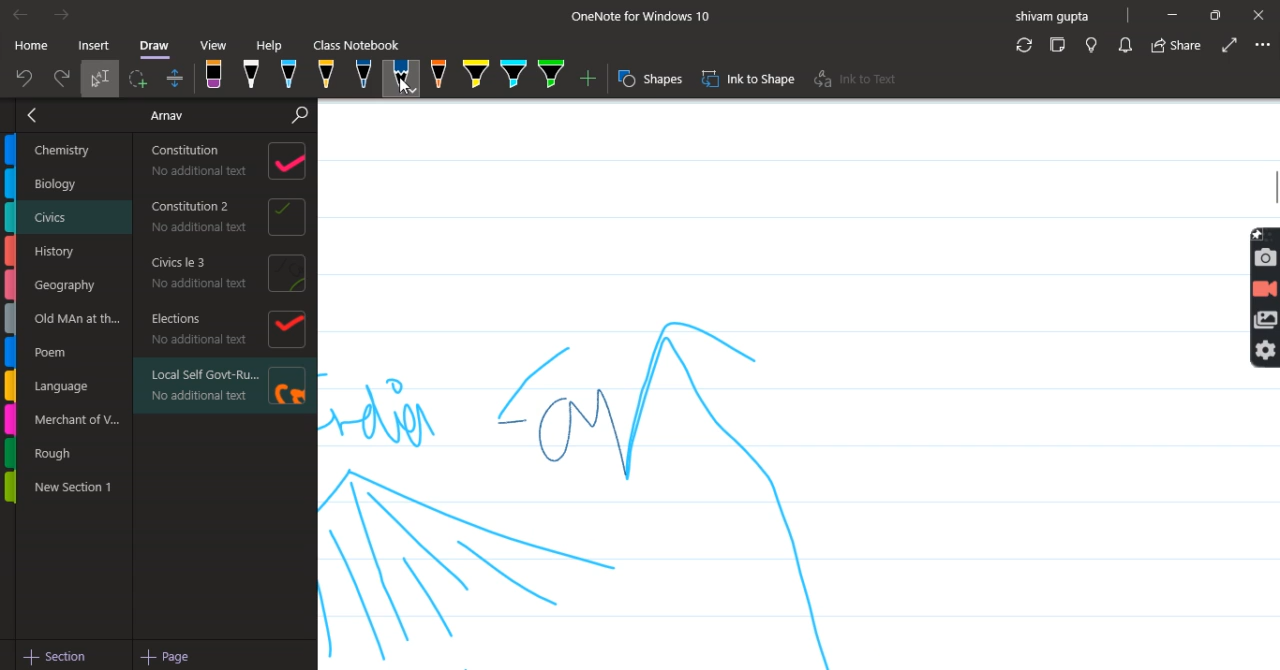 OneNote for Windows 10
shivam gupta
Home Insert Draw View Help Class Notebook
Share
Shapes Ink to Shape Ink to Text
Arnav
Chemistry
Biology
Civics
History
Geography
Old MAn at th...
Poem
Language
Merchant of V...
Rough
New Section 1
Constitution
No additional text
Constitution 2
No additional text
Civics le 3
No additional text
Elections
No additional text
Local Self Govt-Ru...
No additional text
Section
Page